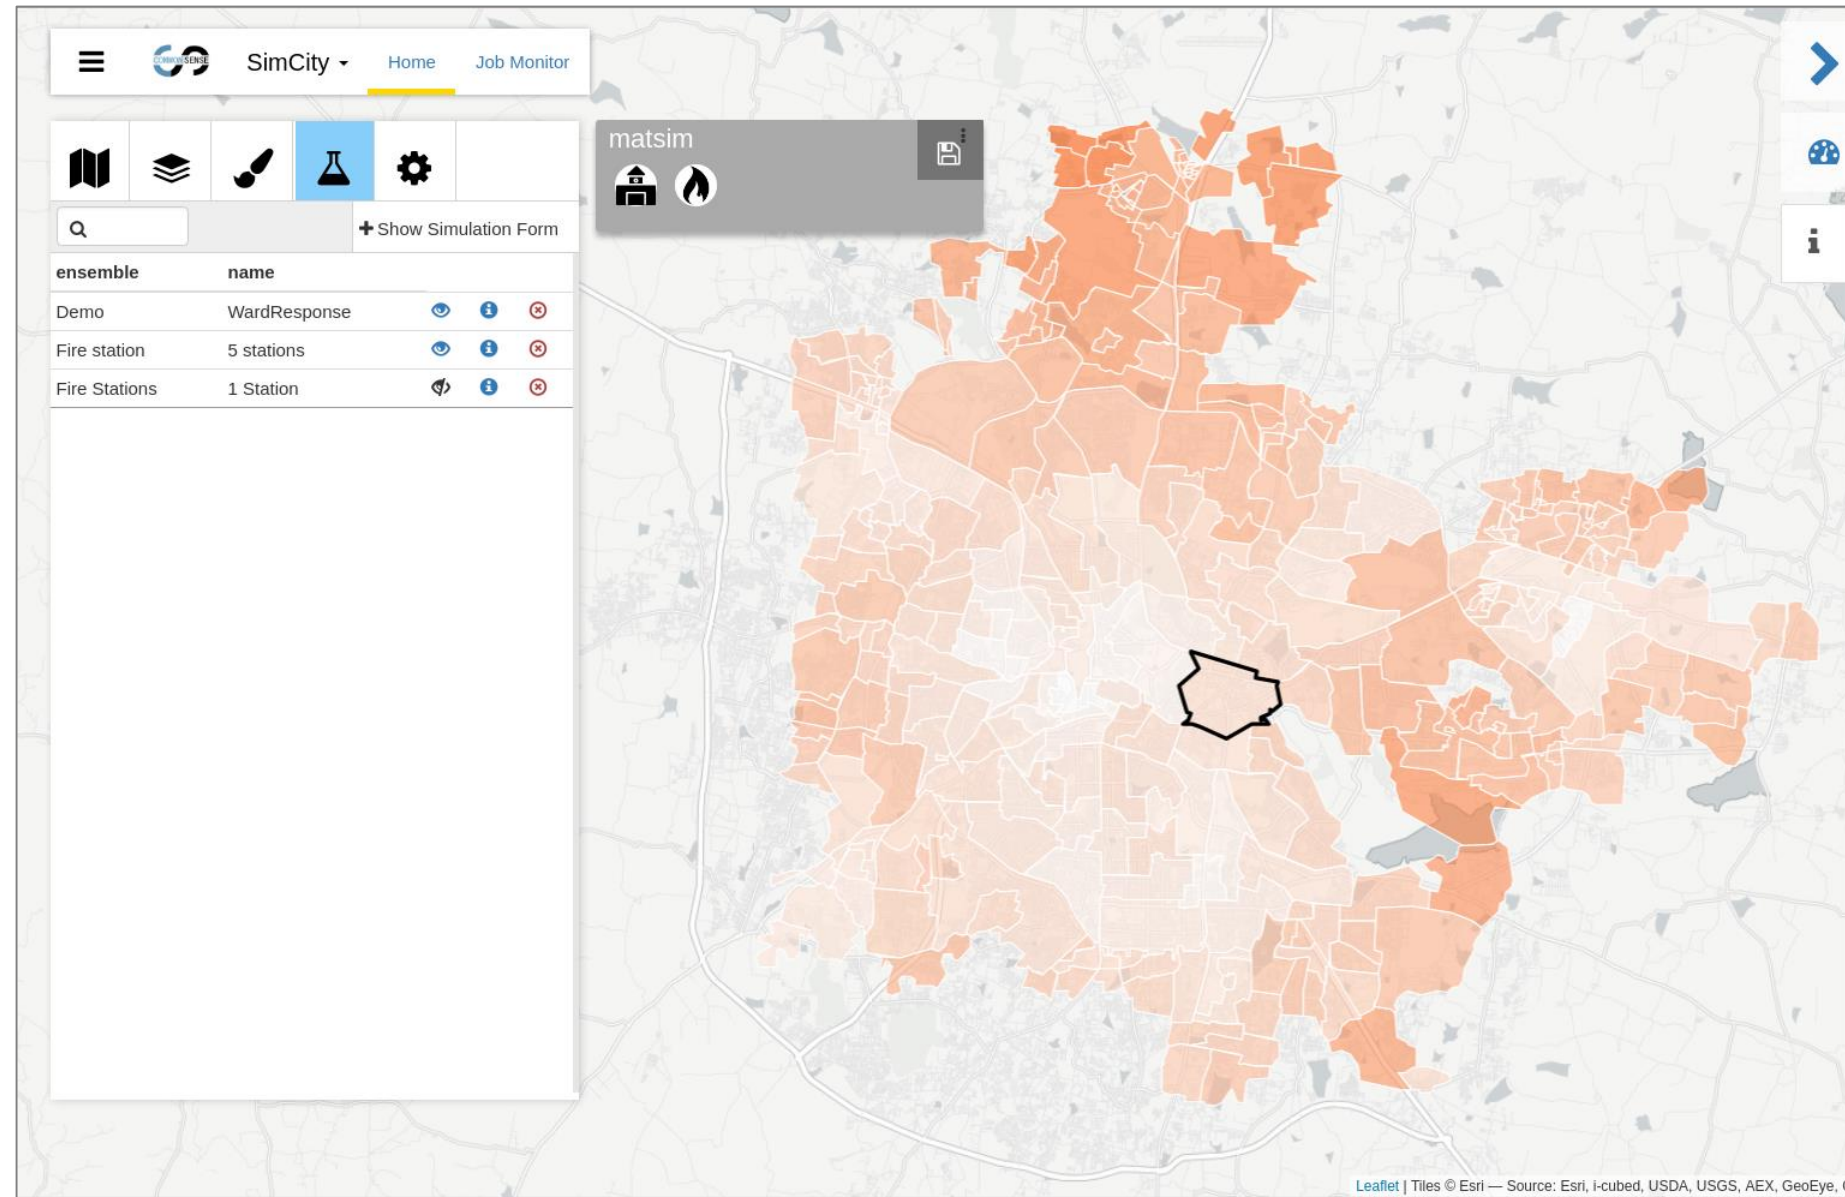 COMMONSENSE
SimCity
Home
Job Monitor
matsim
Show Simulation Form
ensemble name
Demo WardResponse
Fire station 5 stations
Fire Stations 1 Station
Leaflet | Tiles © Esri — Source: Esri, i-cubed, USDA, USGS, AEX, GeoEye,